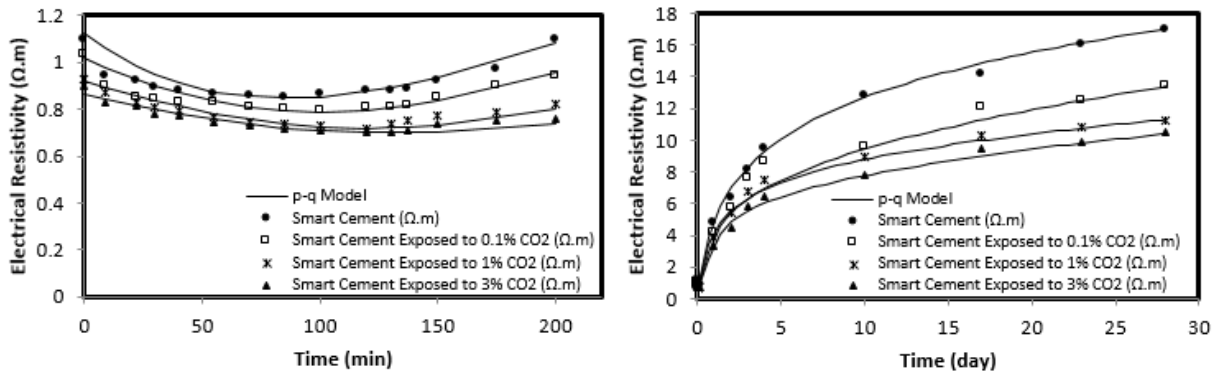 Electrical Resistivity (Ω.m)
1.2
1
0.8
0.6
0.4
0.2
0
p-q Model
Smart Cement (Ω.m)
Smart Cement Exposed to 0.1% CO2 (Ω.m)
Smart Cement Exposed to 1% CO2 (Ω.m)
Smart Cement Exposed to 3% CO2 (Ω.m)
0 50 100 150 200
Time (min)
Electrical Resistivity (Ω.m)
18
16
14
12
10
8
6
4
2
0
p-q Model
Smart Cement (Ω.m)
Smart Cement Exposed to 0.1% CO2 (Ω.m)
Smart Cement Exposed to 1% CO2 (Ω.m)
Smart Cement Exposed to 3% CO2 (Ω.m)
0 5 10 15 20 25 30
Time (day)